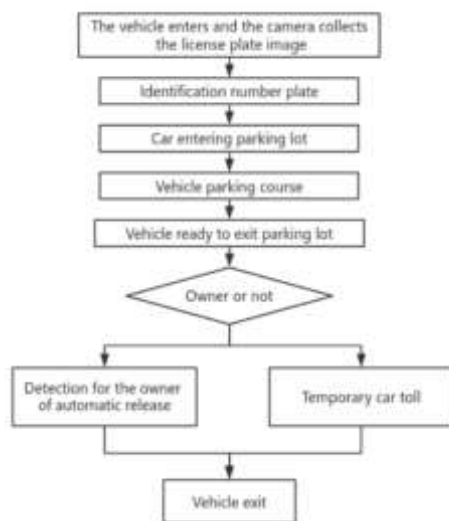 The vehicle enters and the camera collects
the license plate image
Identification number plate
Car entering parking lot
Vehicle parking course
Vehicle ready to exit parking lot
Owner or not
Detection for the owner
of automatic release
Temporary car toll
Vehicle exit